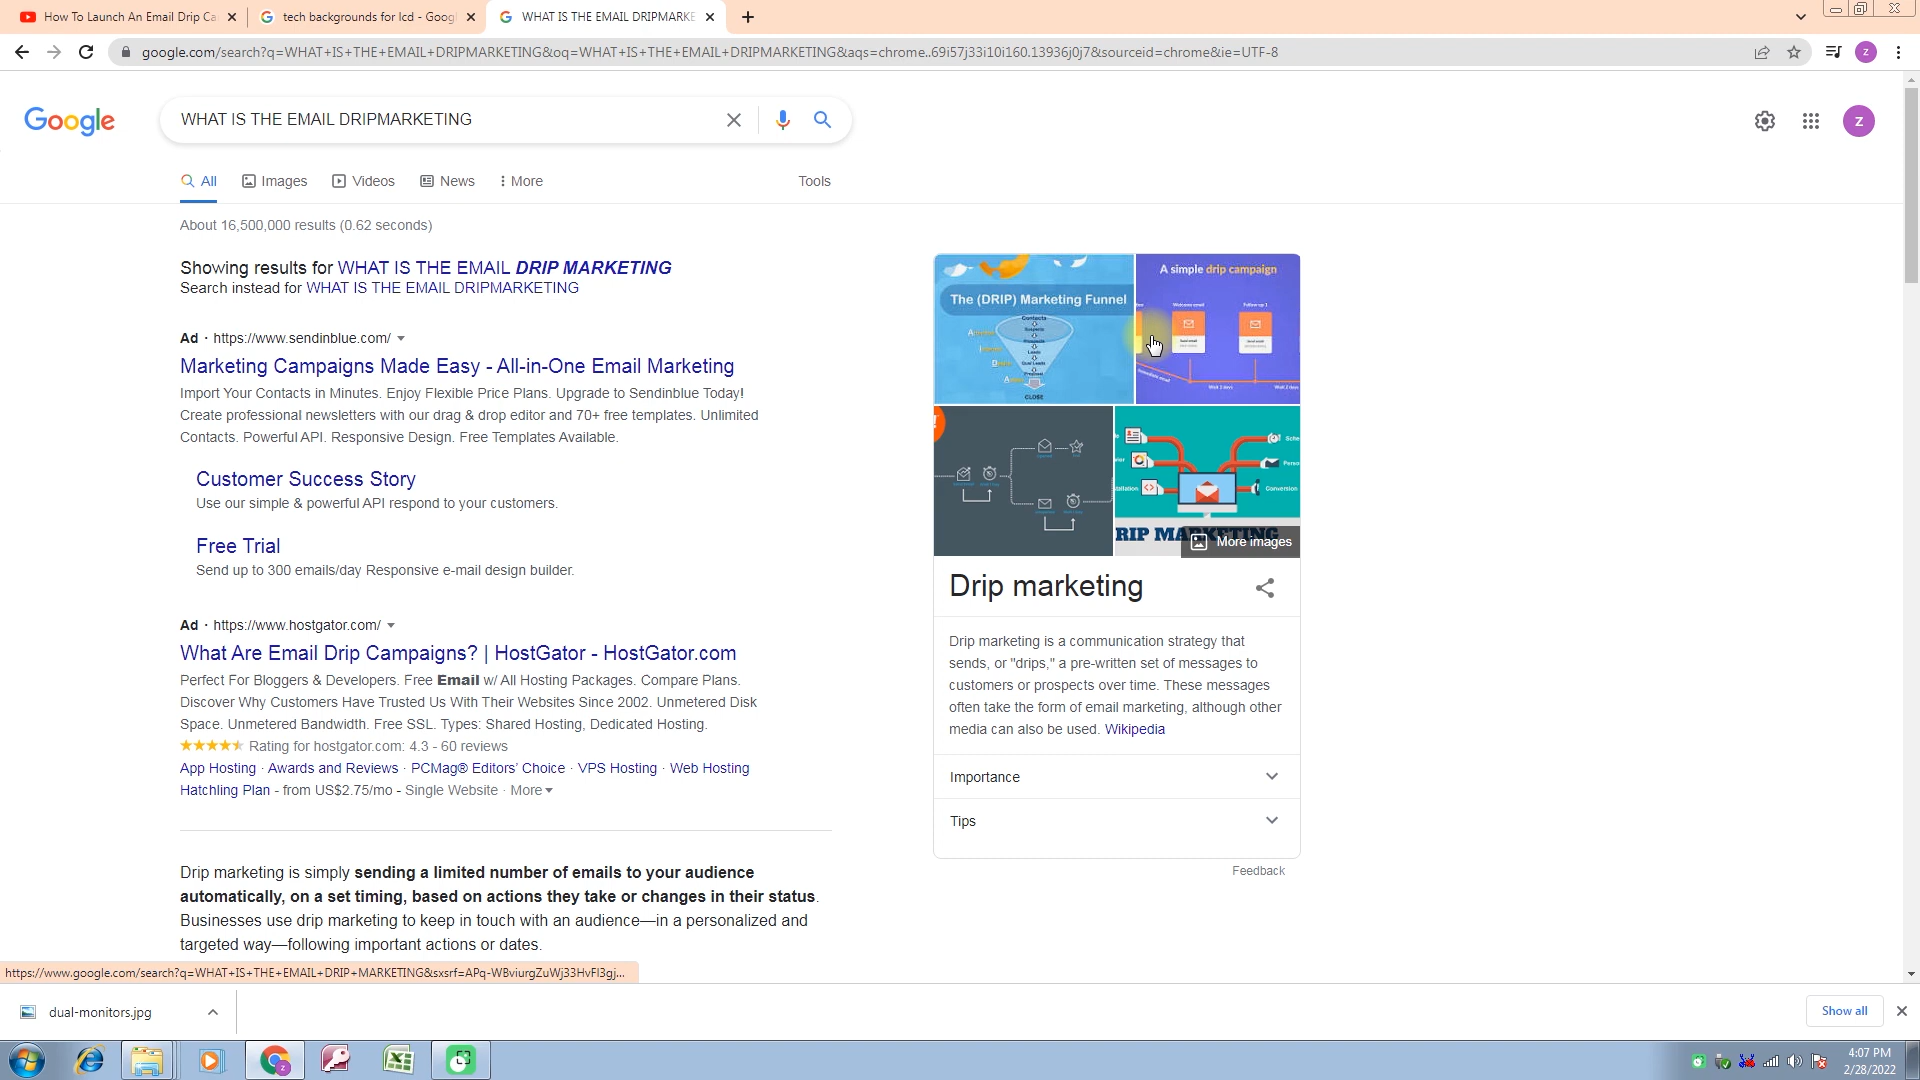 How To Launch An Email Drip Ca
tech backgrounds for lcd - Goog
WHAT IS THE EMAIL DRIPMARKE
google.com/search?q=WHAT+IS+THE+EMAIL+DRIPMARKETING&oq=WHAT+IS+THE+EMAIL+DRIPMARKETING&aqs=chrome..69i57j33i10i160.13936j0j7&sourceid=chrome&ie=UTF-8
z
Google
WHAT IS THE EMAIL DRIPMARKETING
z
All
Images
Videos
News
More
Tools
About 16,500,000 results (0.62 seconds)
Showing results for WHAT IS THE EMAIL DRIP MARKETING
Search instead for WHAT IS THE EMAIL DRIPMARKETING
Ad · https://www.sendinblue.com/
Marketing Campaigns Made Easy - All-in-One Email Marketing
Import Your Contacts in Minutes. Enjoy Flexible Price Plans. Upgrade to Sendinblue Today!
Create professional newsletters with our drag & drop editor and 70+ free templates. Unlimited
Contacts. Powerful API. Responsive Design. Free Templates Available.
Customer Success Story
Use our simple & powerful API respond to your customers.
Free Trial
Send up to 300 emails/day Responsive e-mail design builder.
Ad · https://www.hostgator.com/
What Are Email Drip Campaigns? | HostGator - HostGator.com
Perfect For Bloggers & Developers. Free Email w/ All Hosting Packages. Compare Plans.
Discover Why Customers Have Trusted Us With Their Websites Since 2002. Unmetered Disk
Space. Unmetered Bandwidth. Free SSL. Types: Shared Hosting, Dedicated Hosting.
Rating for hostgator.com: 4.3 - 60 reviews
App Hosting · Awards and Reviews · PCMag® Editors' Choice · VPS Hosting · Web Hosting
Hatchling Plan - from US$2.75/mo - Single Website · More
Drip marketing is simply sending a limited number of emails to your audience
automatically, on a set timing, based on actions they take or changes in their status.
Businesses use drip marketing to keep in touch with an audience—in a personalized and
targeted way—following important actions or dates.
The (DRIP) Marketing Funnel
Contacts
Leads
CLOSE
A simple drip campaign
Welcome email
Follow-up 1
Wait 2 days
Conversion
RIP MARKETING
More images
Drip marketing
Drip marketing is a communication strategy that
sends, or "drips," a pre-written set of messages to
customers or prospects over time. These messages
often take the form of email marketing, although other
media can also be used. Wikipedia
Importance
Tips
Feedback
https://www.google.com/search?q=WHAT+IS+THE+EMAIL+DRIP+MARKETING&sxsrf=APq-WBviurgZuWj33HvFl3gj...
dual-monitors.jpg
Show all
4:07 PM
2/28/2022